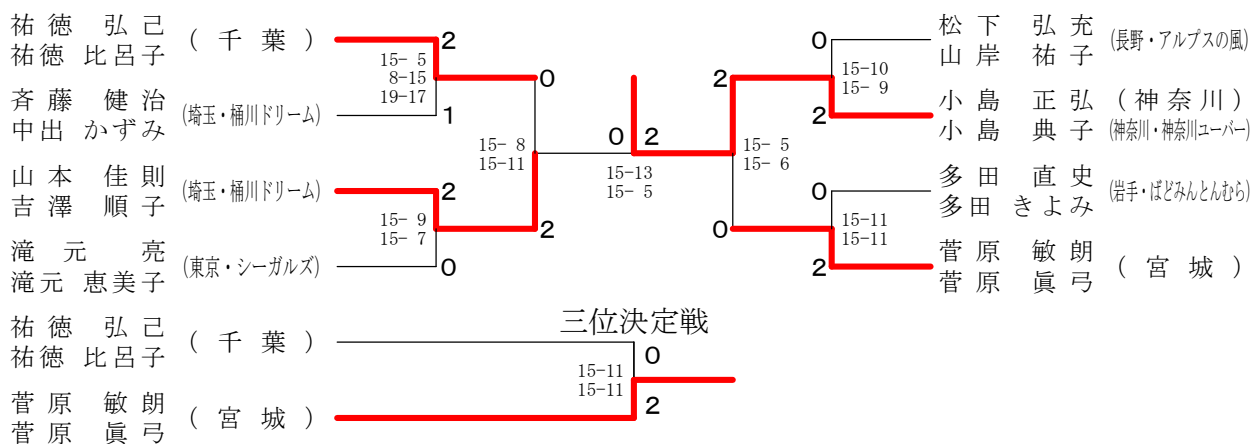 祐徳 弘己
祐徳 比呂子
(千葉)
2
15- 5
8-15
19-17
0
斉藤 健治
中出 かずみ
(埼玉・桶川ドリーム)
1
15- 8
15-11
山本 佳則
吉澤 順子
(埼玉・桶川ドリーム)
2
15- 9
15- 7
2
滝元 亮
滝元 恵美子
(東京・シーガルズ)
0
0 2
15-13
15- 5
0
松下 弘充
山岸 祐子
(長野・アルプスの風)
2
15-10
15- 9
2
小島 正弘
(神奈川)
小島 典子
(神奈川・神奈川ユーバー)
15- 5
15- 6
0
多田 直史
多田 きよみ
(岩手・ばどみんとんむら)
0
15-11
15-11
2
菅原 敏朗
菅原 眞弓
(宮城)
三位決定戦
祐徳 弘己
祐徳 比呂子
(千葉)
0
15-11
15-11
2
菅原 敏朗
菅原 眞弓
(宮城)